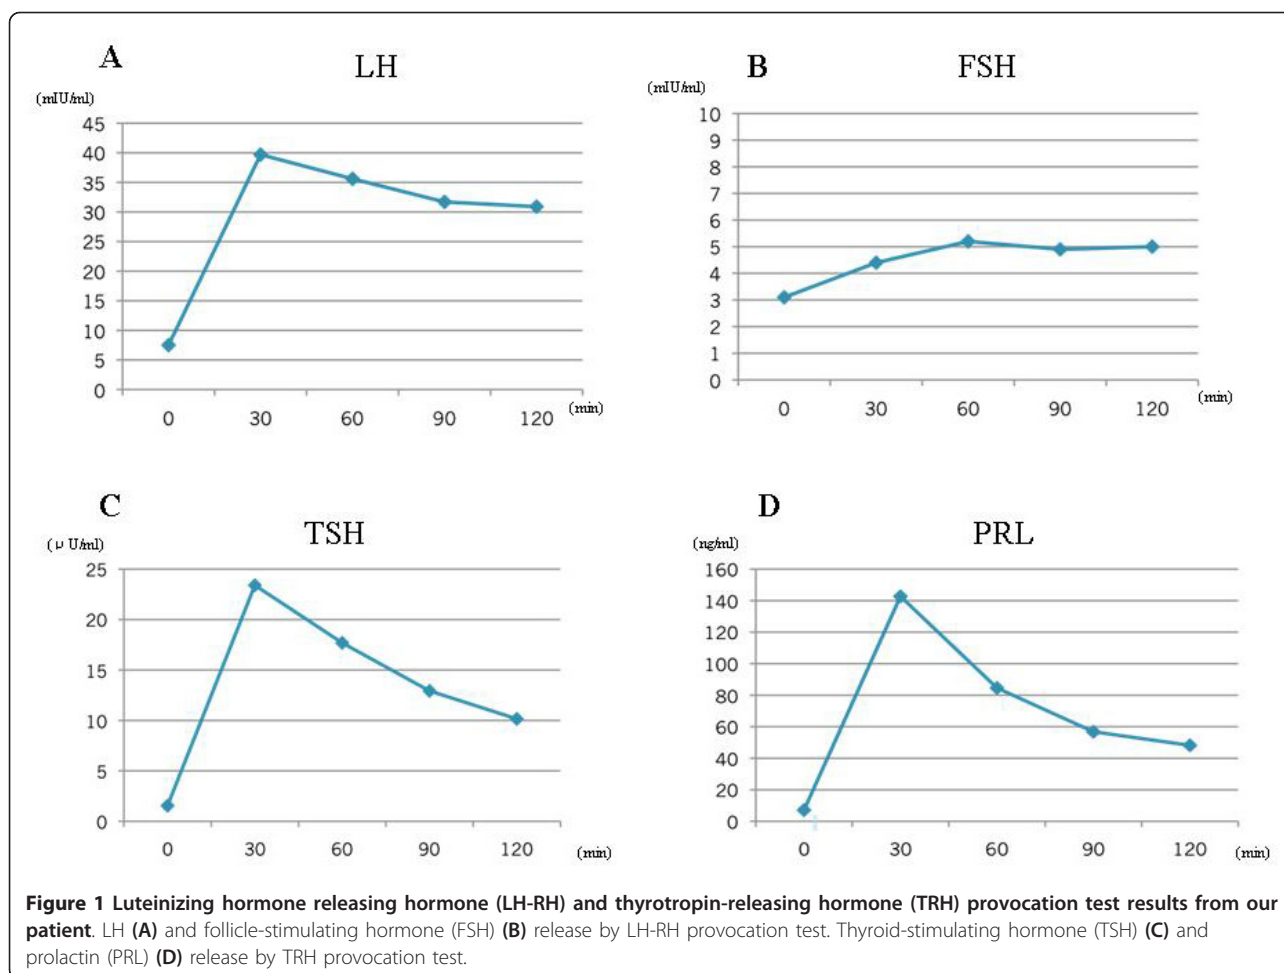 A
LH
(mIU/ml)
45
40
35
30
25
20
15
10
5
0
0 30 60 90 120 (min)
B
FSH
(mIU/ml)
10
9
8
7
6
5
4
3
2
1
0
0 30 60 90 120 (min)
C
TSH
(μ U/ml)
25
20
15
10
5
0
0 30 60 90 120 (min)
D
PRL
(ng/ml)
160
140
120
100
80
60
40
20
0
0 30 60 90 120 (min)
Figure 1 Luteinizing hormone releasing hormone (LH-RH) and thyrotropin-releasing hormone (TRH) provocation test results from our
patient. LH (A) and follicle-stimulating hormone (FSH) (B) release by LH-RH provocation test. Thyroid-stimulating hormone (TSH) (C) and
prolactin (PRL) (D) release by TRH provocation test.